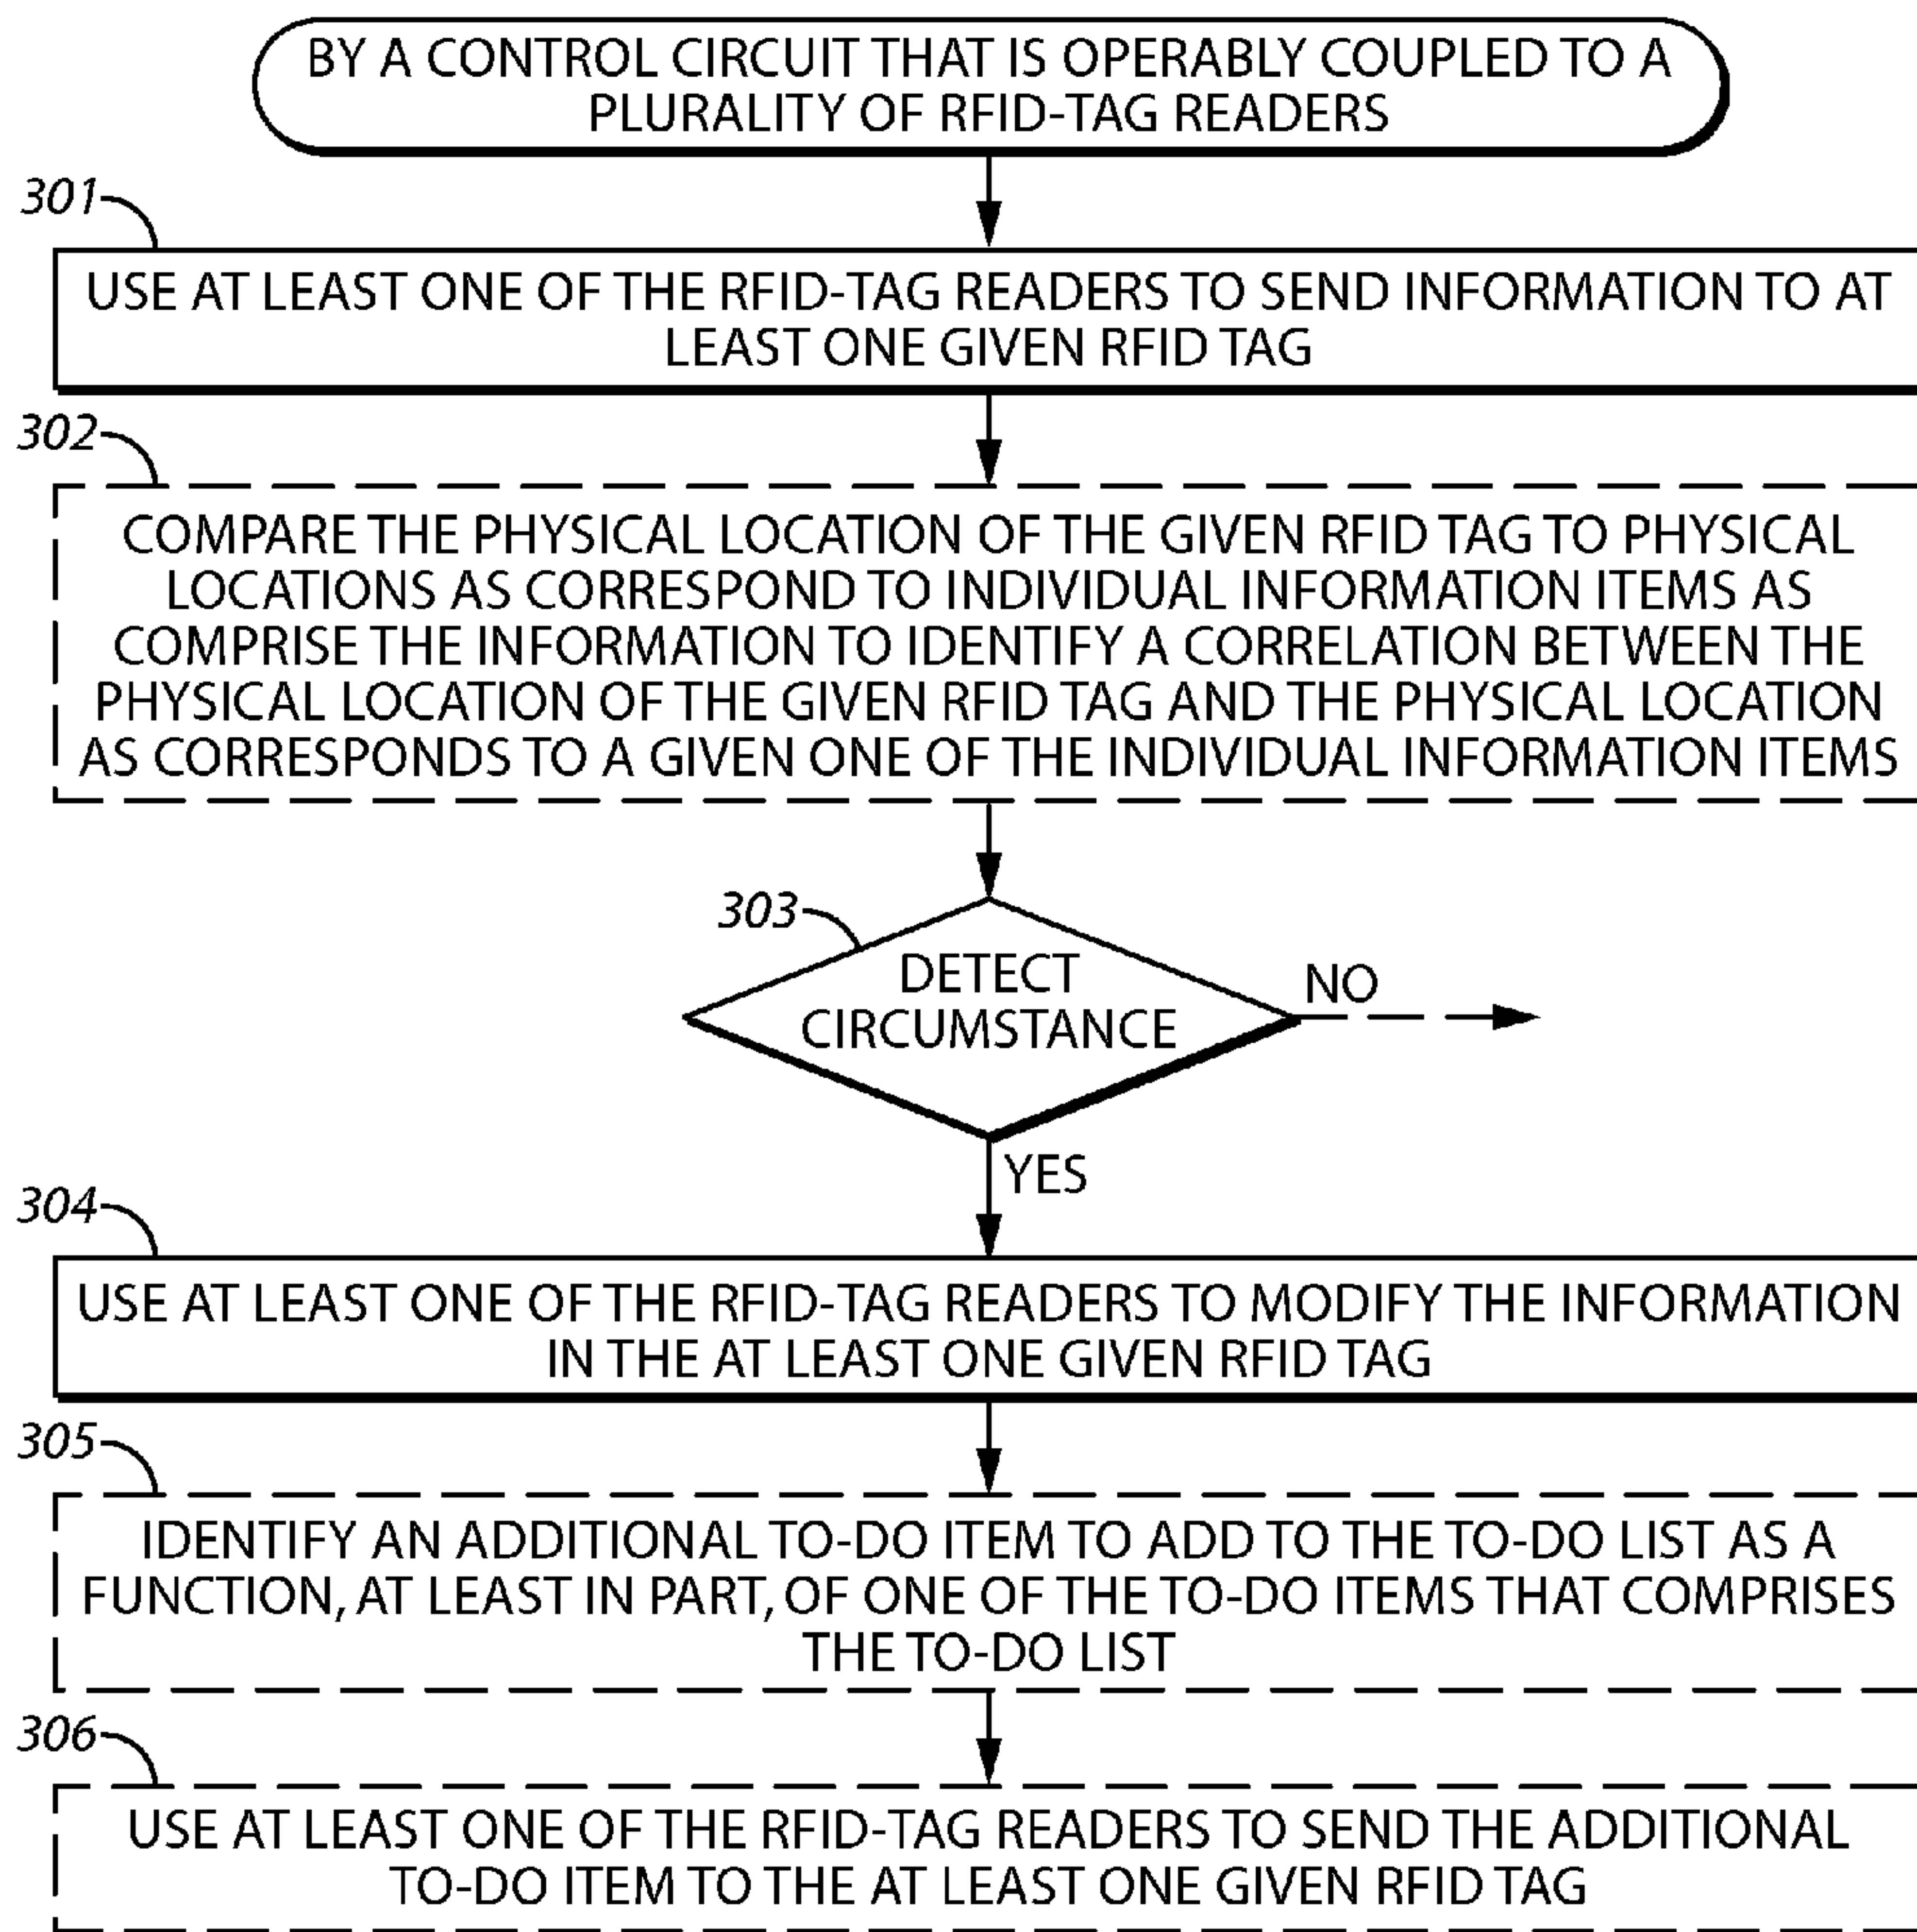 BY A CONTROL CIRCUIT THAT IS OPERABLY COUPLED TO A
PLURALITY OF RFID-TAG READERS
301
USE AT LEAST ONE OF THE RFID-TAG READERS TO SEND INFORMATION TO AT
LEAST ONE GIVEN RFID TAG
302
COMPARE THE PHYSICAL LOCATION OF THE GIVEN RFID TAG TO PHYSICAL
LOCATIONS AS CORRESPOND TO INDIVIDUAL INFORMATION ITEMS AS
COMPRISE THE INFORMATION TO IDENTIFY A CORRELATION BETWEEN THE
PHYSICAL LOCATION OF THE GIVEN RFID TAG AND THE PHYSICAL LOCATION
AS CORRESPONDS TO A GIVEN ONE OF THE INDIVIDUAL INFORMATION ITEMS
303
DETECT
CIRCUMSTANCE
NO
YES
304
USE AT LEAST ONE OF THE RFID-TAG READERS TO MODIFY THE INFORMATION
IN THE AT LEAST ONE GIVEN RFID TAG
305
IDENTIFY AN ADDITIONAL TO-DO ITEM TO ADD TO THE TO-DO LIST AS A
FUNCTION, AT LEAST IN PART, OF ONE OF THE TO-DO ITEMS THAT COMPRISES
THE TO-DO LIST
306
USE AT LEAST ONE OF THE RFID-TAG READERS TO SEND THE ADDITIONAL
TO-DO ITEM TO THE AT LEAST ONE GIVEN RFID TAG